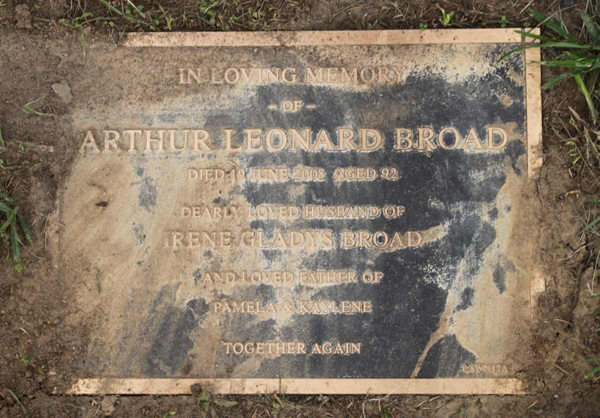 IN LOVING MEMORY
- OF -
ARTHUR LEONARD BROAD
DIED 19 JUNE 2008 AGED 92
DEARLY LOVED HUSBAND OF
IRENE GLADYS BROAD
AND LOVED FATHER OF
PAMELA & KAYLENE
TOGETHER AGAIN